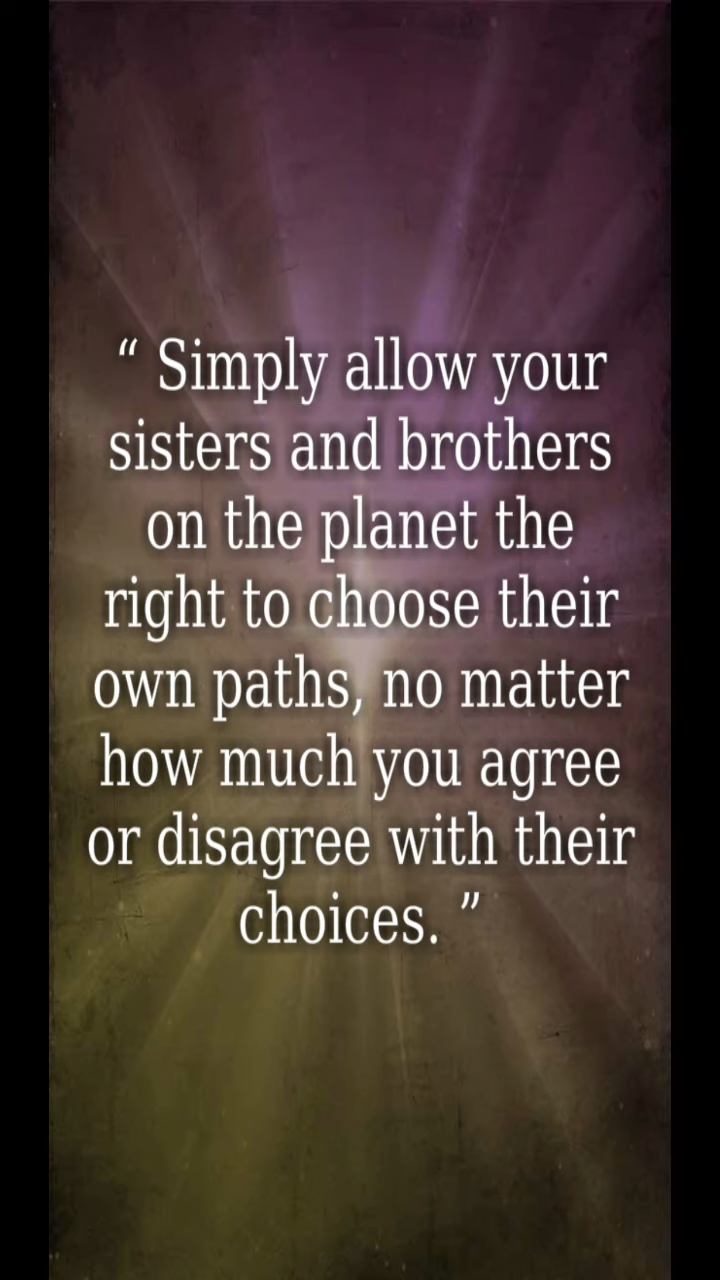 “ Simply allow your
sisters and brothers
on the planet the
right to choose their
own paths, no matter
how much you agree
or disagree with their
choices. ”